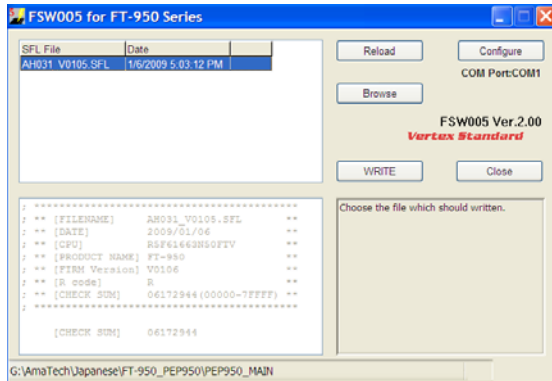 FSW005 for FT-950 Series
SFL File Date
AH031_V0105.SFL 1/6/2009 5:03:12 PM
Reload Configure
COM Port:COM1
Browse
FSW005 Ver.2.00
Vertex Standard
WRITE Close
; *******************************************
; ** [FILENAME] AH031_V0105.SFL **
; ** [DATE] 2009/01/06 **
; ** [CPU] R5F61663N50FTV **
; ** [PRODUCT NAME] FT-950 **
; ** [FIRM Version] V0106 **
; ** [R code] R **
; ** [CHECK SUM] 06172944(00000-7FFFF) **
; *******************************************
[CHECK SUM] 06172944
Choose the file which should written.
G:\AmaTech\Japanese\FT-950_PEP950\PEP950_MAIN